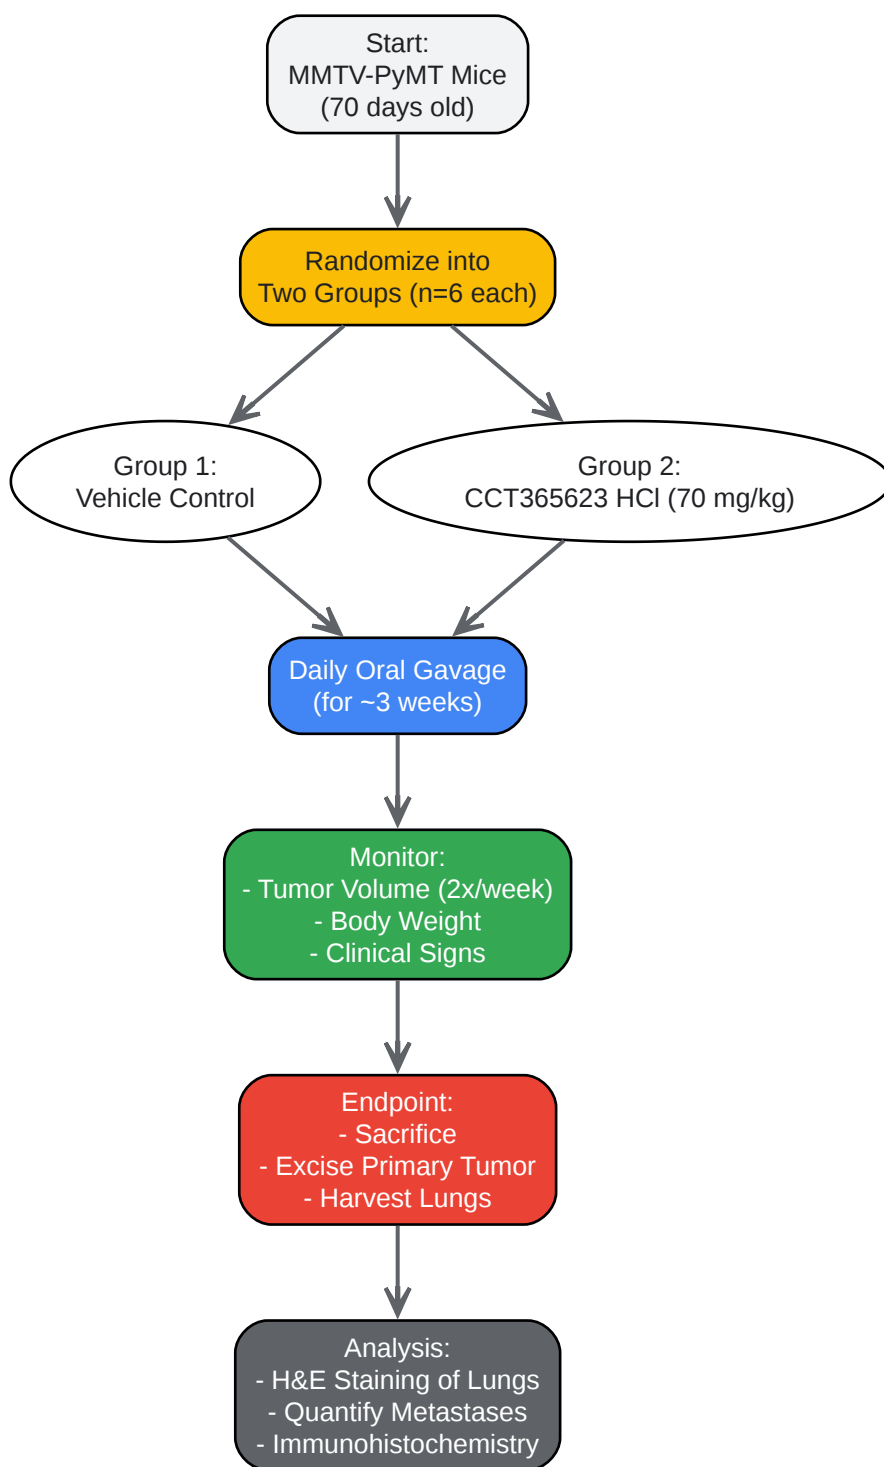 Start:
MMTV-PyMT Mice
(70 days old)
Randomize into
Two Groups (n=6 each)
Group 1:
Vehicle Control
Group 2:
CCT365623 HCl (70 mg/kg)
Daily Oral Gavage
(for ~3 weeks)
Monitor:
- Tumor Volume (2x/week)
- Body Weight
- Clinical Signs
Endpoint:
- Sacrifice
- Excise Primary Tumor
- Harvest Lungs
Analysis:
- H&E Staining of Lungs
- Quantify Metastases
- Immunohistochemistry